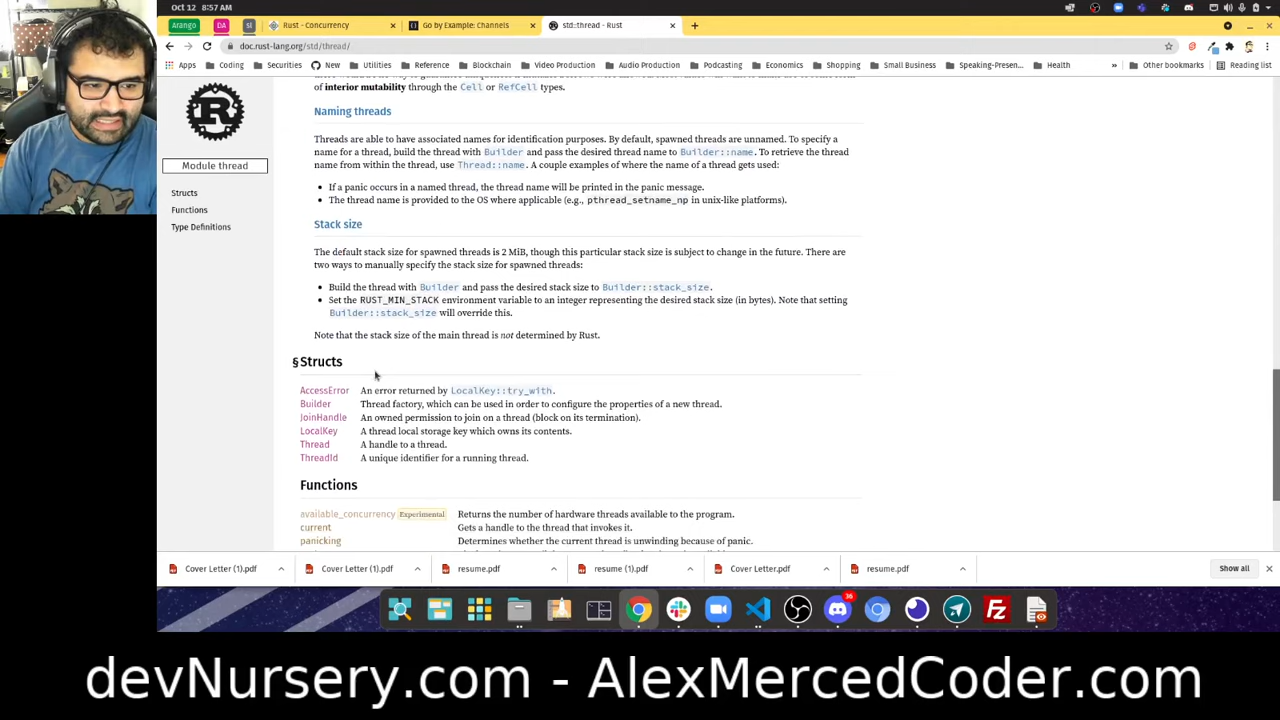 Oct 12 8:57 AM
Arango
DA
sl
Rust - Concurrency
Go by Example: Channels
std::thread - Rust
doc.rust-lang.org/std/thread/
Apps
Coding
Securities
New
Utilities
Reference
Blockchain
Video Production
Audio Production
Podcasting
Economics
Shopping
Small Business
Speaking-Presen...
Health
»
Other bookmarks
Reading list
R
Module thread
Structs
Functions
Type Definitions
of interior mutability through the Cell or RefCell types.
Naming threads
Threads are able to have associated names for identification purposes. By default, spawned threads are unnamed. To specify a
name for a thread, build the thread with Builder and pass the desired thread name to Builder::name. To retrieve the thread
name from within the thread, use Thread::name. A couple examples of where the name of a thread gets used:
• If a panic occurs in a named thread, the thread name will be printed in the panic message.
• The thread name is provided to the OS where applicable (e.g., pthread_setname_np in unix-like platforms).
Stack size
The default stack size for spawned threads is 2 MiB, though this particular stack size is subject to change in the future. There are
two ways to manually specify the stack size for spawned threads:
• Build the thread with Builder and pass the desired stack size to Builder::stack_size.
• Set the RUST_MIN_STACK environment variable to an integer representing the desired stack size (in bytes). Note that setting
Builder::stack_size will override this.
Note that the stack size of the main thread is not determined by Rust.
§Structs
AccessError An error returned by LocalKey::try_with.
Builder Thread factory, which can be used in order to configure the properties of a new thread.
JoinHandle An owned permission to join on a thread (block on its termination).
LocalKey A thread local storage key which owns its contents.
Thread A handle to a thread.
ThreadId A unique identifier for a running thread.
Functions
available_concurrency Experimental Returns the number of hardware threads available to the program.
current Gets a handle to the thread that invokes it.
panicking Determines whether the current thread is unwinding because of panic.
Cover Letter (1).pdf
Cover Letter (1).pdf
resume.pdf
resume (1).pdf
Cover Letter.pdf
resume.pdf
Show all
36
Fz
devNursery.com - AlexMercedCoder.com